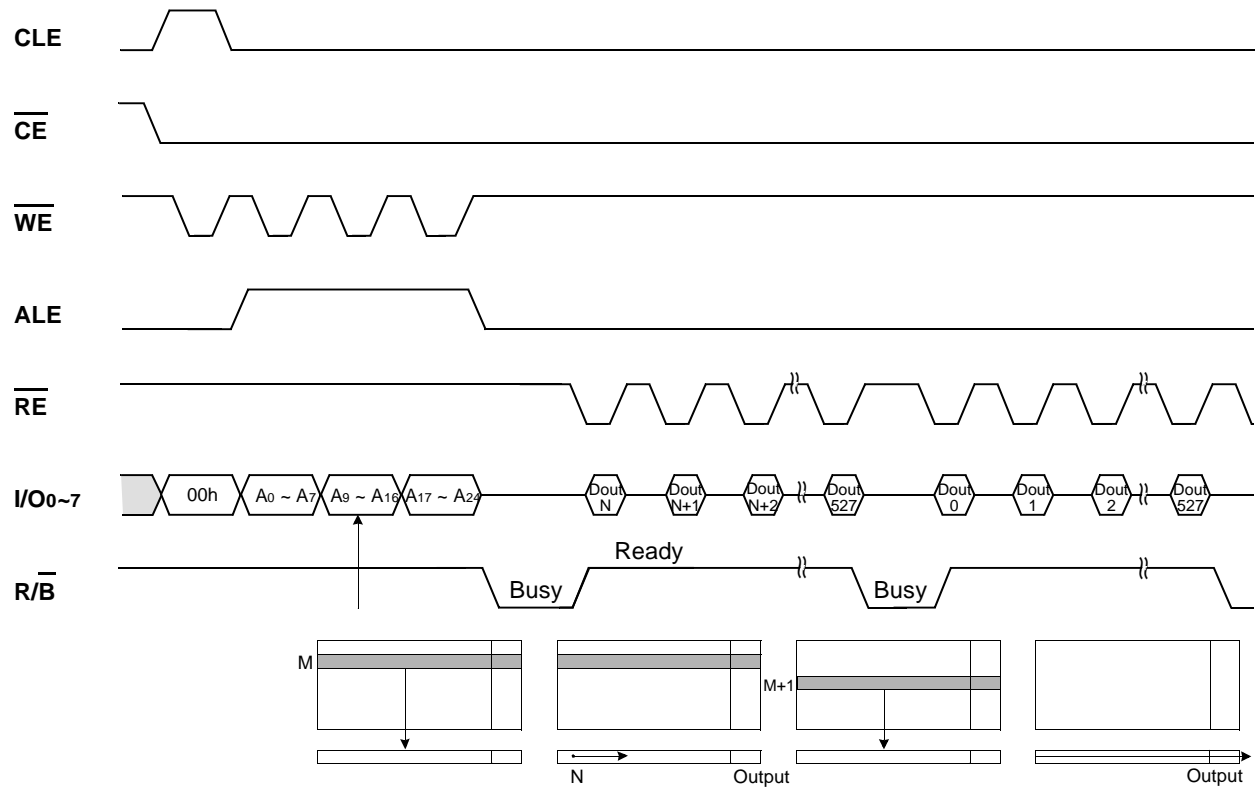 CLE
CE
WE
ALE
RE
I/O0~7
00h
A0 ~ A7
A9 ~ A16
A17 ~ A24
Dout N
Dout N+1
Dout N+2
Dout 527
Dout 0
Dout 1
Dout 2
Dout 527
R/B
Busy
Ready
Busy
M
M+1
N
Output
Output